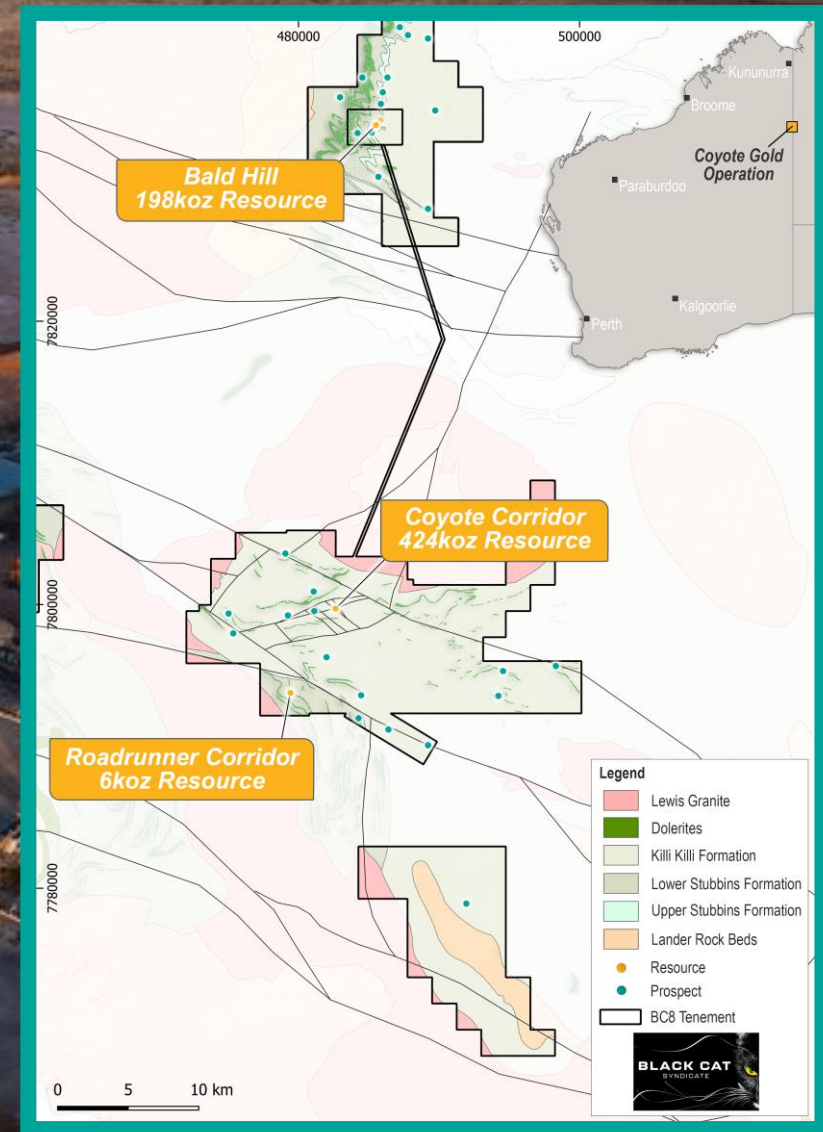 480000
500000
Kununurra
Broome
Coyote Gold
Operation
Paraburdoo
Kalgoorlie
Perth
Bald Hill
198koz Resource
7820000
Coyote Corridor
424koz Resource
7800000
Roadrunner Corridor
6koz Resource
7780000
Legend
Lewis Granite
Dolerites
Killi Killi Formation
Lower Stubbins Formation
Upper Stubbins Formation
Lander Rock Beds
Resource
Prospect
BC8 Tenement
BLACK CAT
SYNDICATE
0 5 10 km